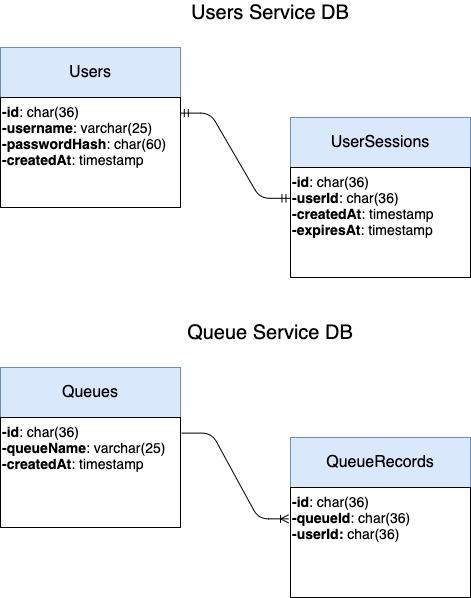 Users Service DB
Users
-id: char(36)
-username: varchar(25)
-passwordHash: char(60)
-createdAt: timestamp
UserSessions
-id: char(36)
-userId: char(36)
-createdAt: timestamp
-expiresAt: timestamp
Queue Service DB
Queues
-id: char(36)
-queueName: varchar(25)
-createdAt: timestamp
QueueRecords
-id: char(36)
-queueId: char(36)
-userId: char(36)